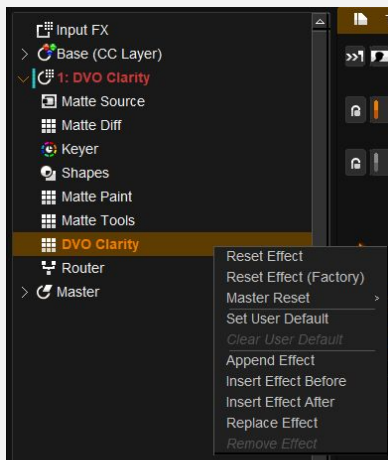 Input FX
Base (CC Layer)
1: DVO Clarity
Matte Source
Matte Diff
Keyer
Shapes
Matte Paint
Matte Tools
DVO Clarity
Router
Master
Reset Effect
Reset Effect (Factory)
Master Reset
Set User Default
Clear User Default
Append Effect
Insert Effect Before
Insert Effect After
Replace Effect
Remove Effect